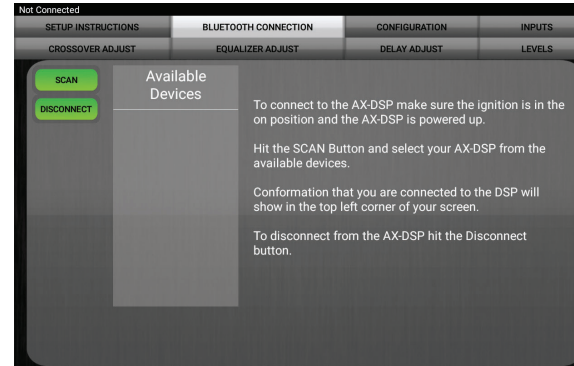 Not Connected
SETUP INSTRUCTIONS BLUETOOTH CONNECTION CONFIGURATION INPUTS
CROSSOVER ADJUST EQUALIZER ADJUST DELAY ADJUST LEVELS
SCAN
DISCONNECT
Available
Devices
To connect to the AX-DSP make sure the ignition is in the
on position and the AX-DSP is powered up.
Hit the SCAN Button and select your AX-DSP from the
available devices.
Conformation that you are connected to the DSP will
show in the top left corner of your screen.
To disconnect from the AX-DSP hit the Disconnect
button.